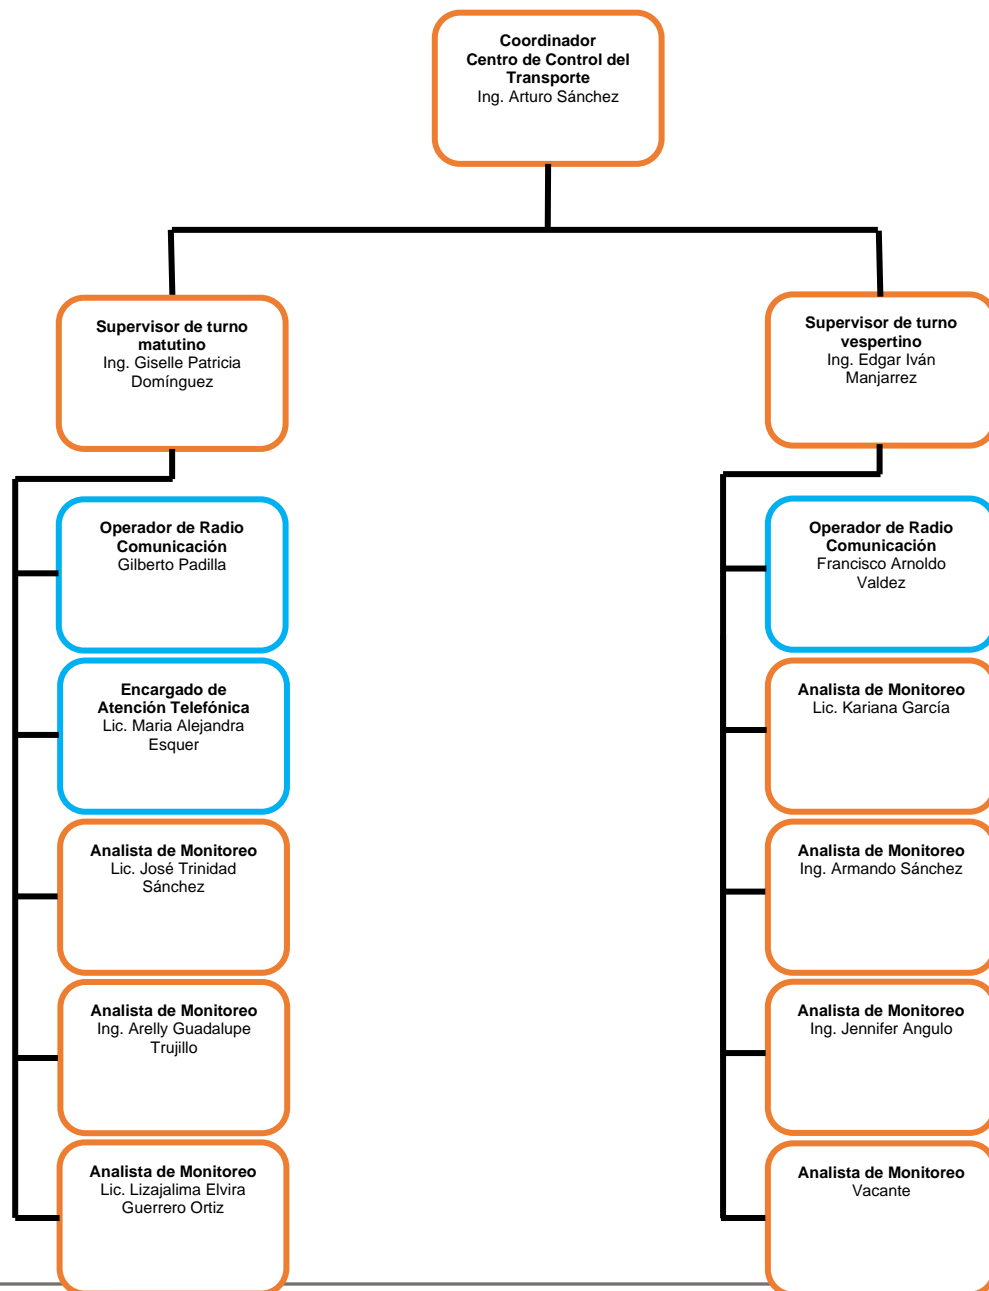 Coordinador
Centro de Control del
Transporte
Ing. Arturo Sánchez
Supervisor de turno
matutino
Ing. Giselle Patricia
Domínguez
Supervisor de turno
vespertino
Ing. Edgar Iván
Manjarrez
Operador de Radio
Comunicación
Gilberto Padilla
Encargado de
Atención Telefónica
Lic. Maria Alejandra
Esquer
Analista de Monitoreo
Lic. José Trinidad
Sánchez
Analista de Monitoreo
Ing. Arelly Guadalupe
Trujillo
Analista de Monitoreo
Lic. Lizajalima Elvira
Guerrero Ortiz
Operador de Radio
Comunicación
Francisco Arnoldo
Valdez
Analista de Monitoreo
Lic. Kariana García
Analista de Monitoreo
Ing. Armando Sánchez
Analista de Monitoreo
Ing. Jennifer Angulo
Analista de Monitoreo
Vacante